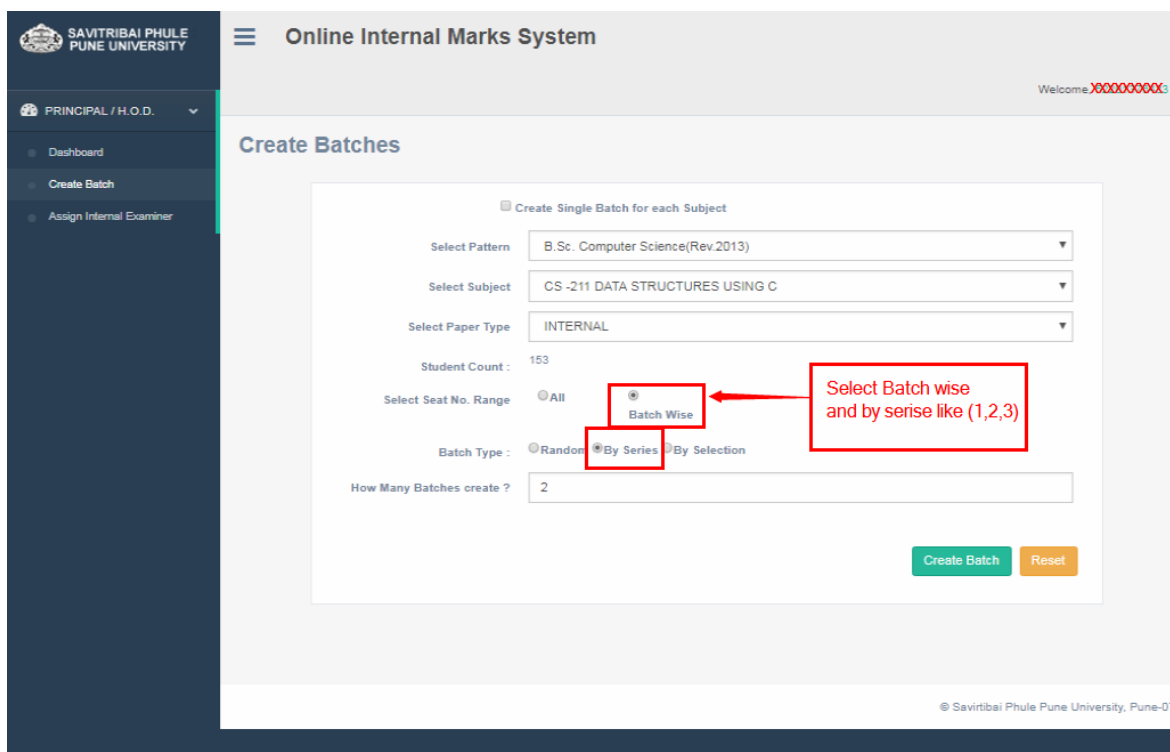 SAVITRIBAI PHULE
PUNE UNIVERSITY
Online Internal Marks System
Welcome,XXXXXXXXX3
PRINCIPAL / H.O.D.
Dashboard
Create Batch
Assign Internal Examiner
Create Batches
Create Single Batch for each Subject
Select Pattern B.Sc. Computer Science(Rev.2013)
Select Subject CS -211 DATA STRUCTURES USING C
Select Paper Type INTERNAL
Student Count : 153
Select Seat No. Range All Batch Wise
Select Batch wise
and by serise like (1,2,3)
Batch Type : Random By Series By Selection
How Many Batches create ? 2
Create Batch Reset
© Savirtibai Phule Pune University, Pune-07